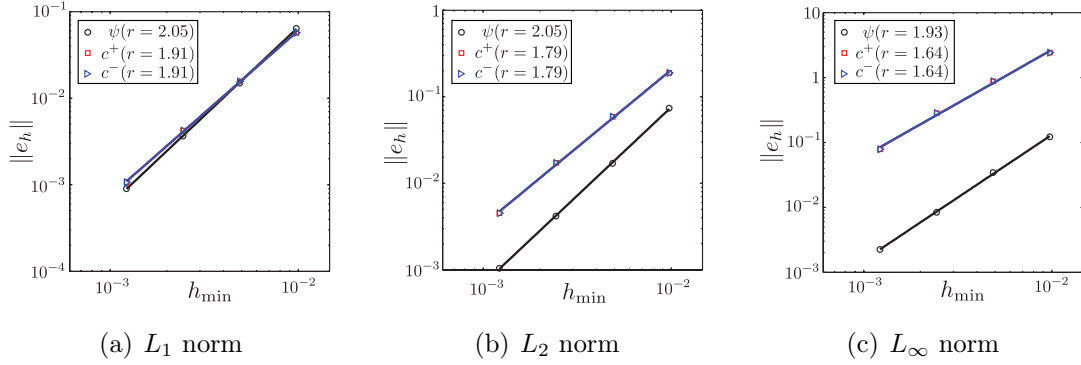 10⁻¹
10⁻²
10⁻³
10⁻⁴
‖e_h‖
ψ(r = 2.05)
c⁺(r = 1.91)
c⁻(r = 1.91)
10⁻³
h_min
10⁻²
(a) L₁ norm
1
10⁻¹
10⁻²
10⁻³
‖e_h‖
ψ(r = 2.05)
c⁺(r = 1.79)
c⁻(r = 1.79)
10⁻³
h_min
10⁻²
(b) L₂ norm
10
1
10⁻¹
10⁻²
10⁻³
‖e_h‖
ψ(r = 1.93)
c⁺(r = 1.64)
c⁻(r = 1.64)
10⁻³
h_min
10⁻²
(c) L_∞ norm